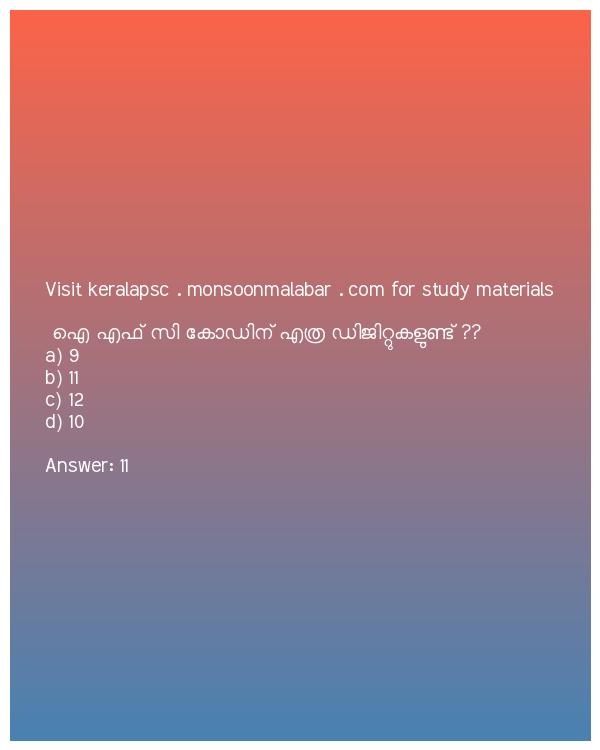 Visit keralapsc . monsoonmalabar . com for study materials
ഐ എഫ് സി കോഡിന് എത്ര ഡിജിറ്റുകളുണ്ട് ??
a) 9
b) 11
c) 12
d) 10
Answer: 11